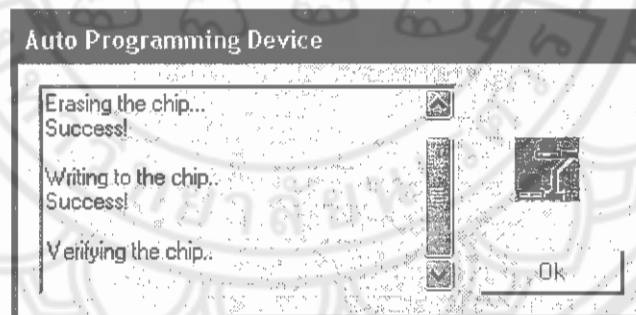 Auto Programming Device
Erasing the chip...
Success!
Writing to the chip..
Success!
Verifying the chip..
Ok